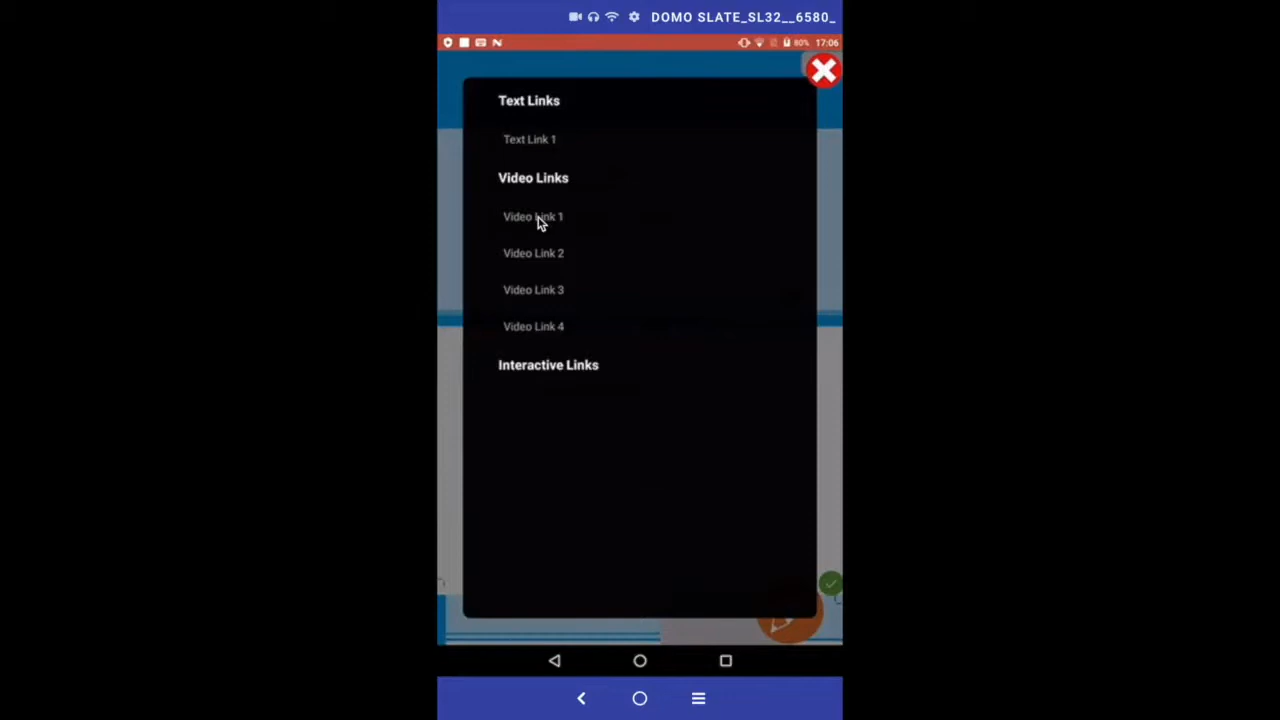 DOMO SLATE_SL32__6580_
80% 17:06
Text Links
Text Link 1
Video Links
Video Link 1
Video Link 2
Video Link 3
Video Link 4
Interactive Links